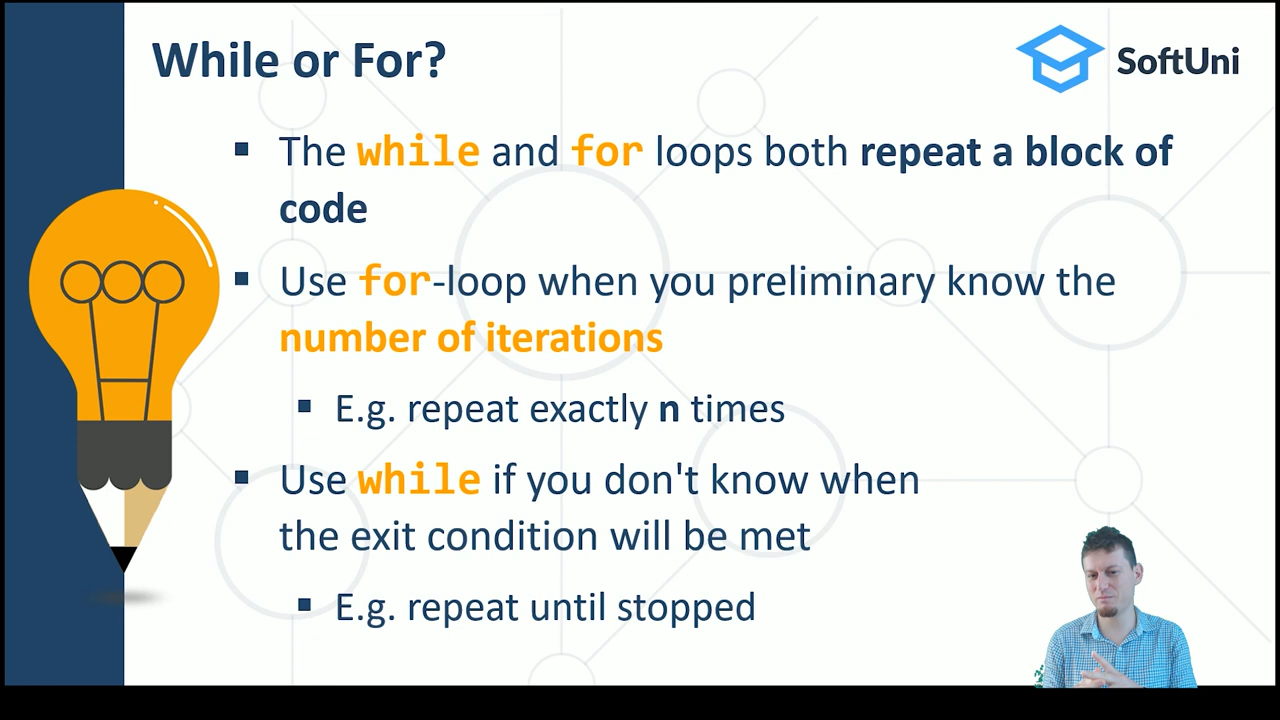 While or For?
SoftUni
▪ The while and for loops both repeat a block of
code
▪ Use for-loop when you preliminary know the
number of iterations
▪ E.g. repeat exactly n times
▪ Use while if you don't know when
the exit condition will be met
▪ E.g. repeat until stopped